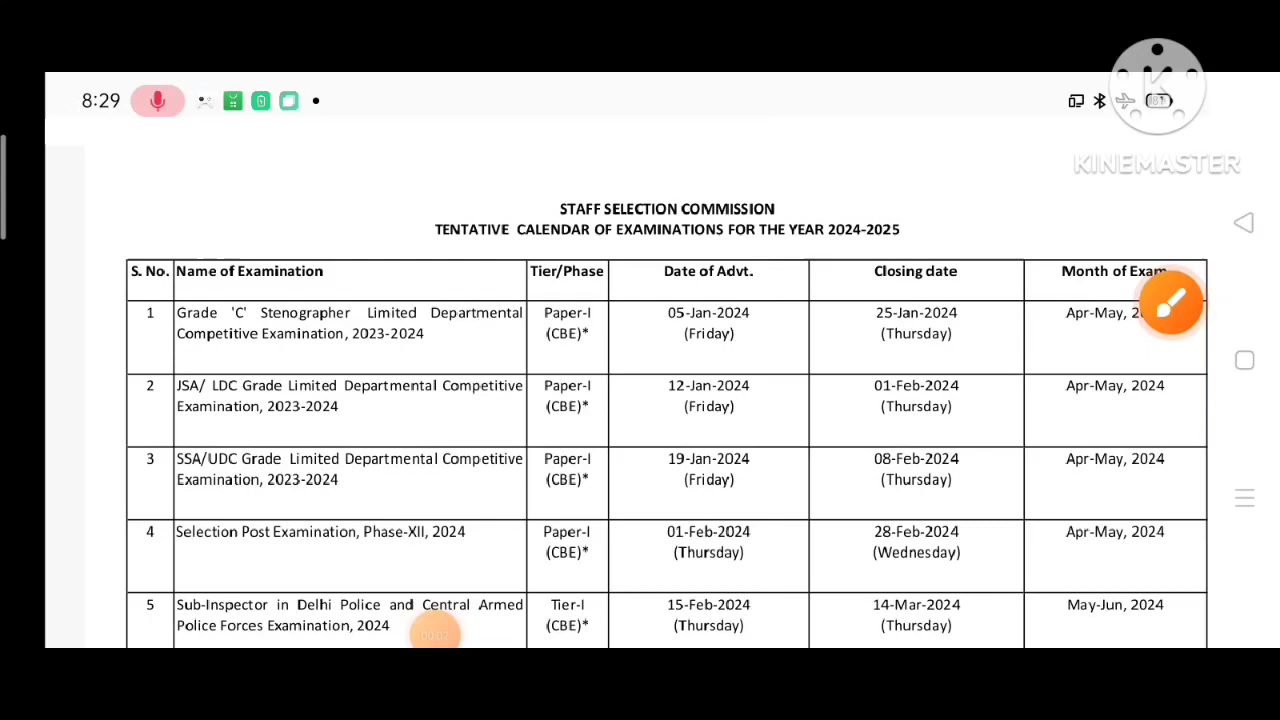 8:29
KINEMASTER
STAFF SELECTION COMMISSION
TENTATIVE CALENDAR OF EXAMINATIONS FOR THE YEAR 2024-2025
S. No. Name of Examination Tier/Phase Date of Advt. Closing date Month of Exam
1 Grade 'C' Stenographer Limited Departmental Paper-I 05-Jan-2024 25-Jan-2024 Apr-May,
Competitive Examination, 2023-2024 (CBE)* (Friday) (Thursday)
2 JSA/ LDC Grade Limited Departmental Competitive Paper-I 12-Jan-2024 01-Feb-2024 Apr-May, 2024
Examination, 2023-2024 (CBE)* (Friday) (Thursday)
3 SSA/UDC Grade Limited Departmental Competitive Paper-I 19-Jan-2024 08-Feb-2024 Apr-May, 2024
Examination, 2023-2024 (CBE)* (Friday) (Thursday)
4 Selection Post Examination, Phase-XII, 2024 Paper-I 01-Feb-2024 28-Feb-2024 Apr-May, 2024
(CBE)* (Thursday) (Wednesday)
5 Sub-Inspector in Delhi Police and Central Armed Tier-I 15-Feb-2024 14-Mar-2024 May-Jun, 2024
Police Forces Examination, 2024 (CBE)* (Thursday) (Thursday)
00:02